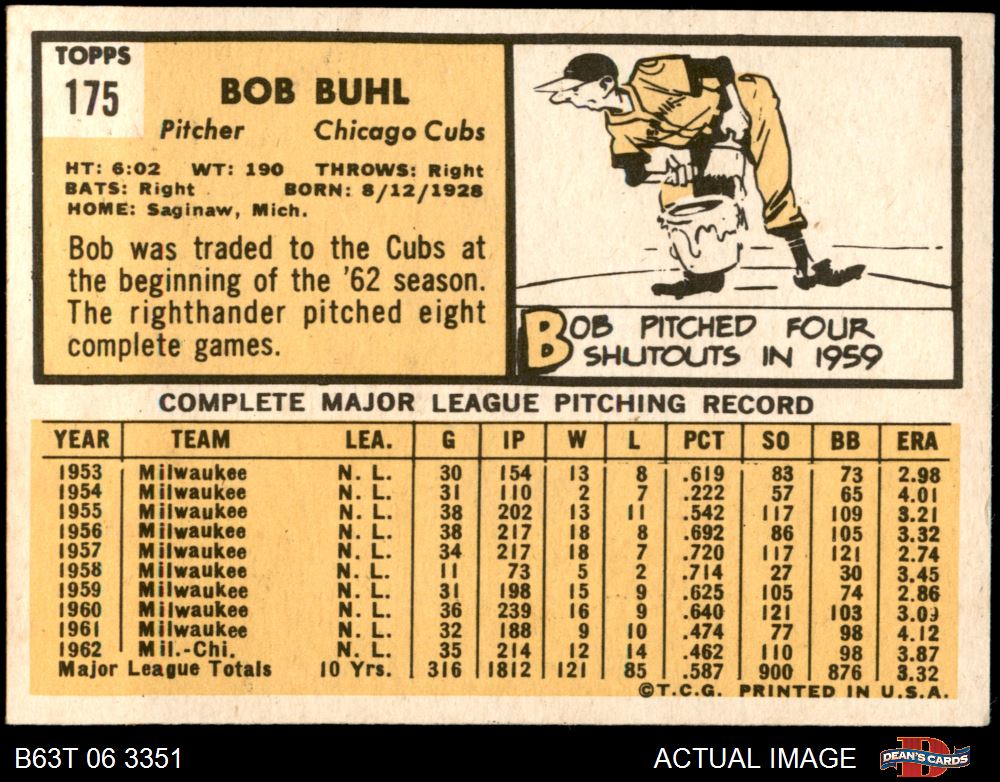 TOPPS
175
BOB BUHL
Pitcher Chicago Cubs
HT: 6:02 WT: 190 THROWS: Right
BATS: Right BORN: 8/12/1928
HOME: Saginaw, Mich.
Bob was traded to the Cubs at
the beginning of the '62 season.
The righthander pitched eight
complete games.
BOB PITCHED FOUR
SHUTOUTS IN 1959
COMPLETE MAJOR LEAGUE PITCHING RECORD
YEAR TEAM LEA. G IP W L PCT SO BB ERA
1953 Milwaukee N. L. 30 154 13 8 .619 83 73 2.98
1954 Milwaukee N. L. 31 110 2 7 .222 57 65 4.01
1955 Milwaukee N. L. 38 202 13 11 .542 117 109 3.21
1956 Milwaukee N. L. 38 217 18 8 .692 86 105 3.32
1957 Milwaukee N. L. 34 217 18 7 .720 117 121 2.74
1958 Milwaukee N. L. 11 73 5 2 .714 27 30 3.45
1959 Milwaukee N. L. 31 198 15 9 .625 105 74 2.86
1960 Milwaukee N. L. 36 239 16 9 .640 121 103 3.09
1961 Milwaukee N. L. 32 188 9 10 .474 77 98 4.12
1962 Mil.-Chi. N. L. 35 214 12 14 .462 110 98 3.87
Major League Totals 10 Yrs. 316 1812 121 85 .587 900 876 3.32
©T.C.G. PRINTED IN U.S.A.
B63T 06 3351 ACTUAL IMAGE DEAN'S CARDS